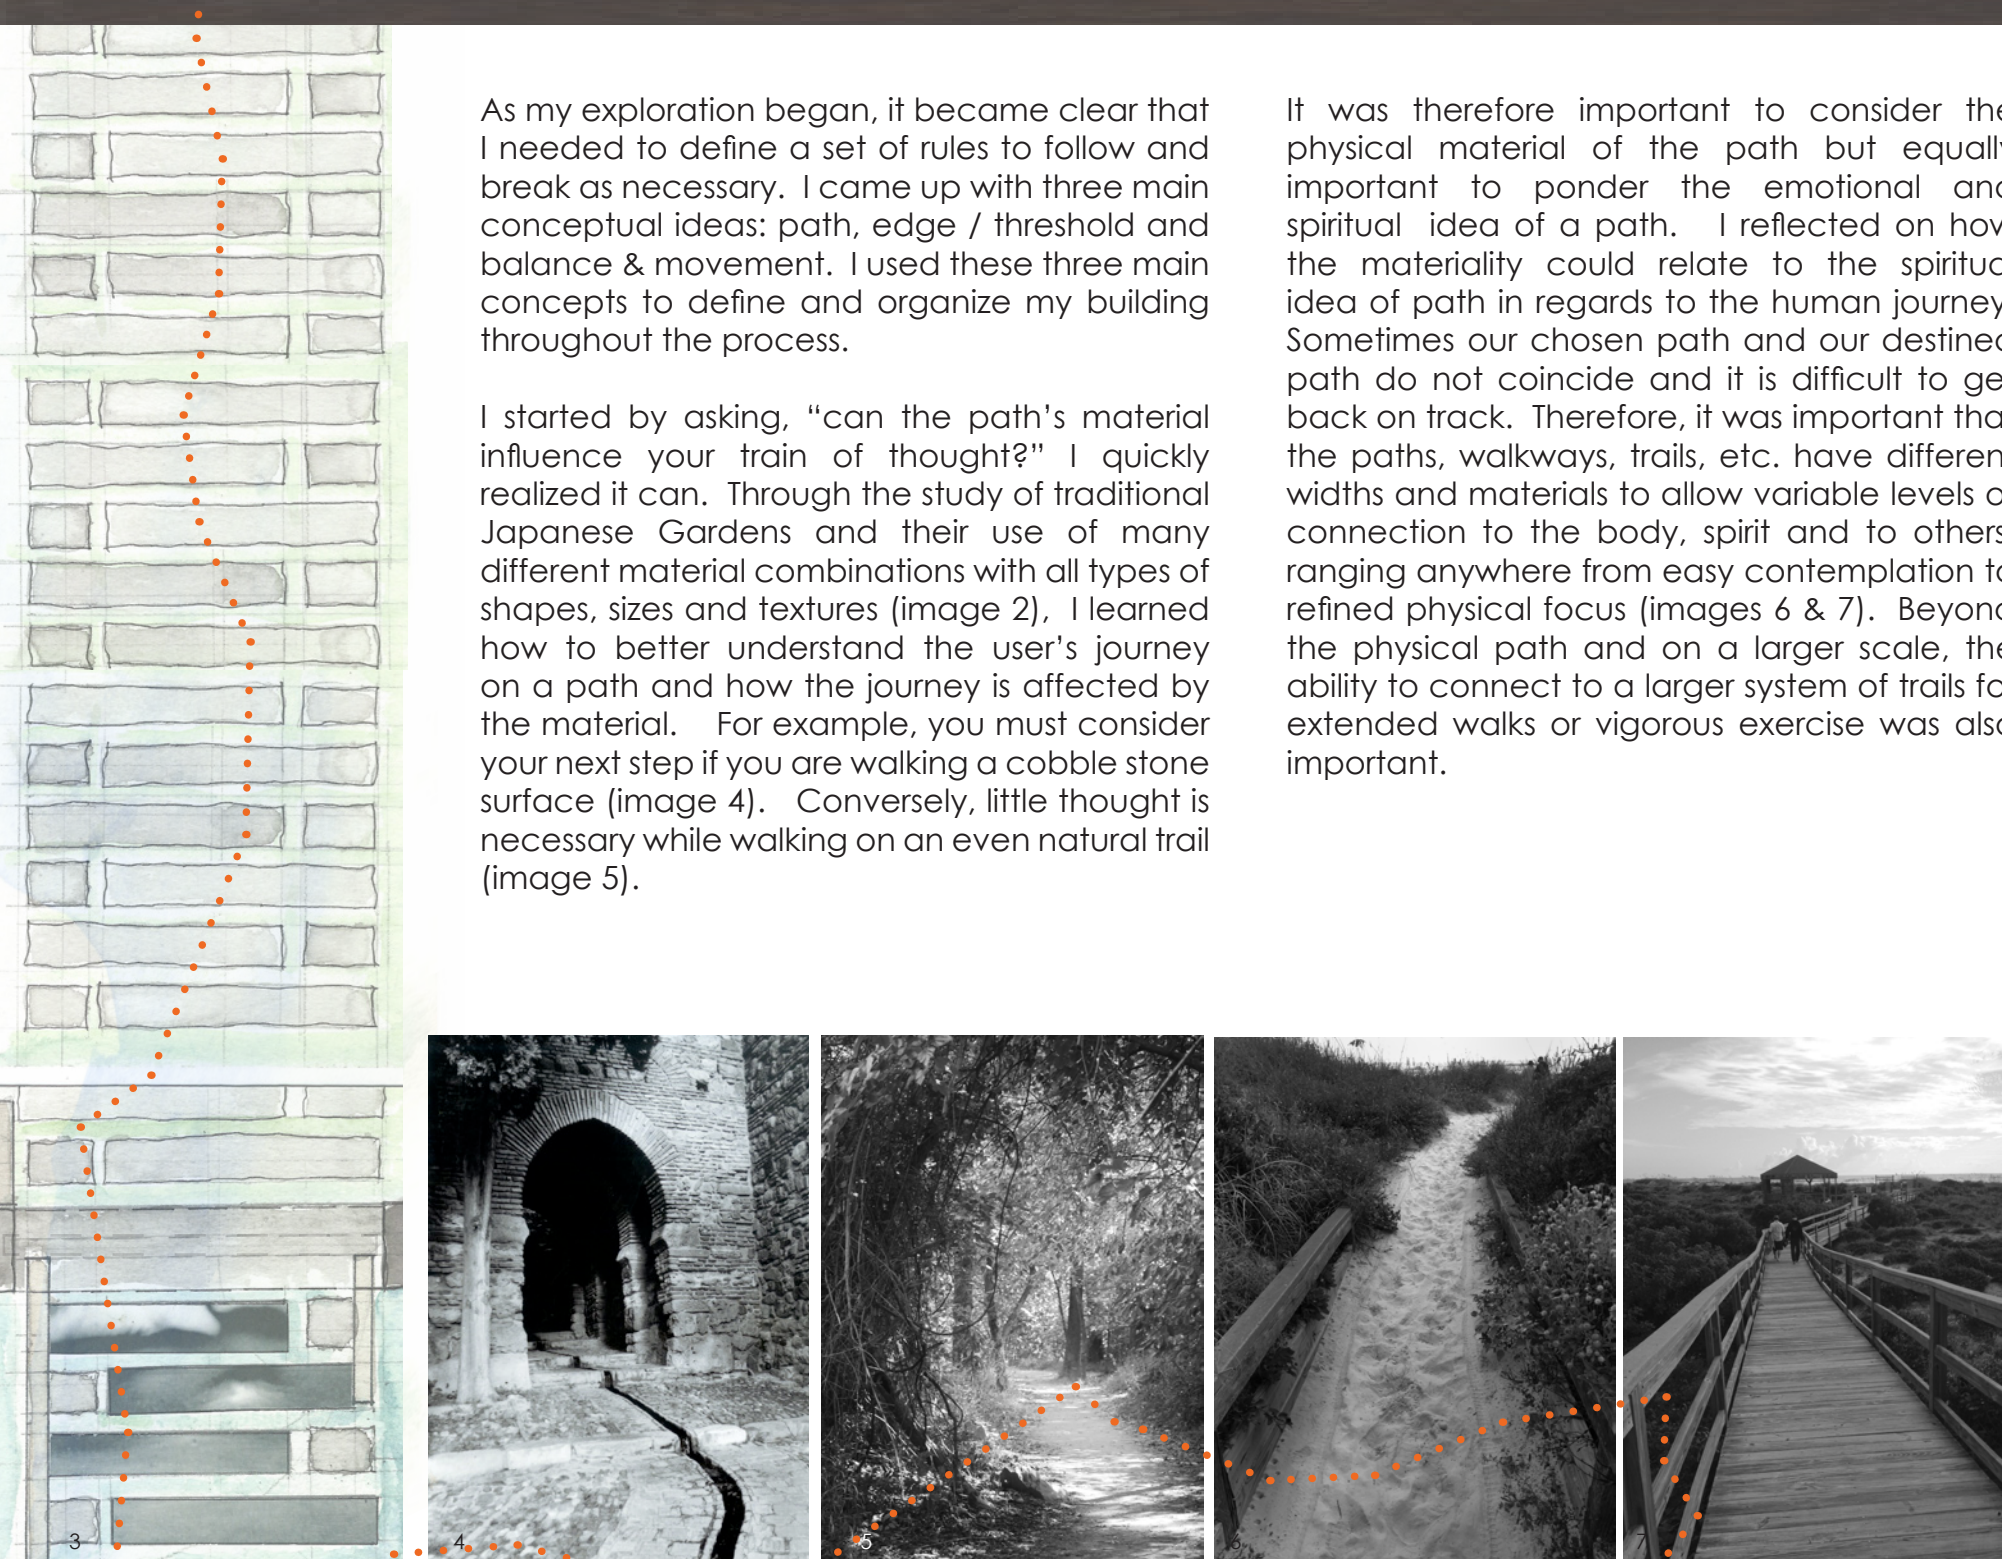 As my exploration began, it became clear that
I needed to define a set of rules to follow and
break as necessary. I came up with three main
conceptual ideas: path, edge / threshold and
balance & movement. I used these three main
concepts to define and organize my building
throughout the process.
I started by asking, “can the path’s material
influence your train of thought?” I quickly
realized it can. Through the study of traditional
Japanese Gardens and their use of many
different material combinations with all types of
shapes, sizes and textures (image 2), I learned
how to better understand the user’s journey
on a path and how the journey is affected by
the material. For example, you must consider
your next step if you are walking a cobble stone
surface (image 4). Conversely, little thought is
necessary while walking on an even natural trail
(image 5).
It was therefore important to consider the
physical material of the path but equally
important to ponder the emotional and
spiritual idea of a path. I reflected on how
the materiality could relate to the spiritua
idea of path in regards to the human journey
Sometimes our chosen path and our destined
path do not coincide and it is difficult to ge
back on track. Therefore, it was important tha
the paths, walkways, trails, etc. have differen
widths and materials to allow variable levels o
connection to the body, spirit and to others
ranging anywhere from easy contemplation to
refined physical focus (images 6 & 7). Beyond
the physical path and on a larger scale, the
ability to connect to a larger system of trails fo
extended walks or vigorous exercise was also
important.
3
4
5
6
7